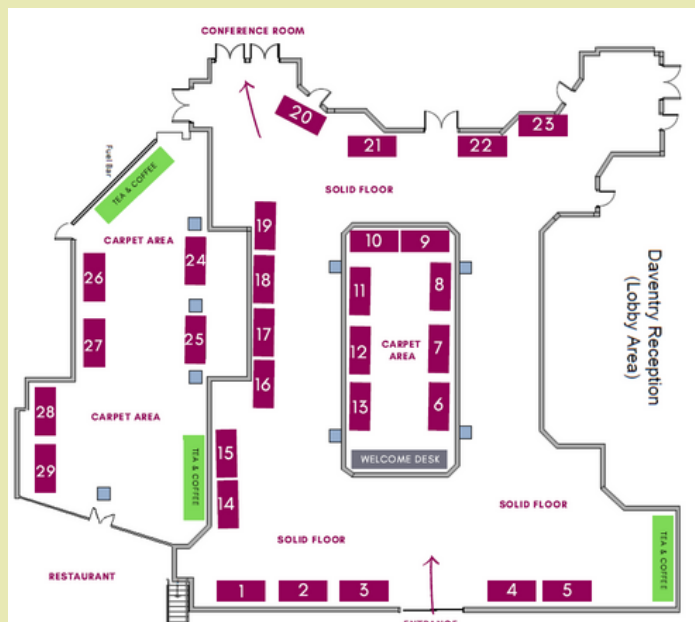 CONFERENCE ROOM
20
21
22
23
Fuel Bar
TEA & COFFEE
SOLID FLOOR
19
10
9
CARPET AREA
24
26
18
11
8
Daventry Reception
(Lobby Area)
27
25
17
12
CARPET
AREA
7
16
28
CARPET AREA
13
6
15
29
TEA & COFFEE
WELCOME DESK
14
SOLID FLOOR
SOLID FLOOR
TEA & COFFEE
RESTAURANT
1
2
3
4
5
ENTRANCE